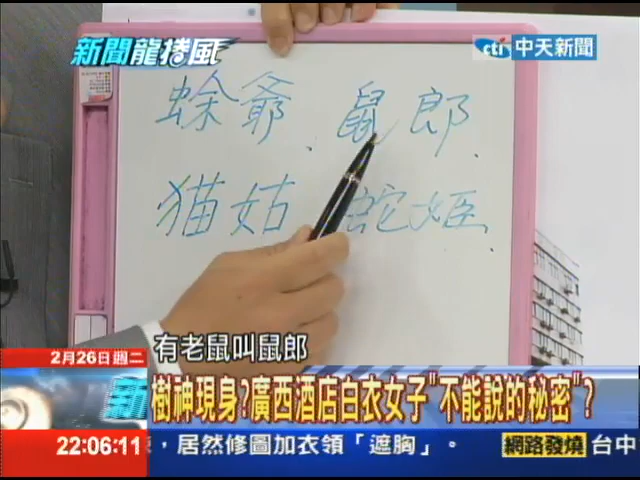 新聞龍捲風
cti 中天新聞
蜍爺、鼠郎、
猫姑 蛇姬、
有老鼠叫鼠郎
2月26日週二
樹神現身?廣西酒店白衣女子"不能說的秘密"?
22:06:11
,居然修圖加衣領「遮胸」。
網路發燒 台中